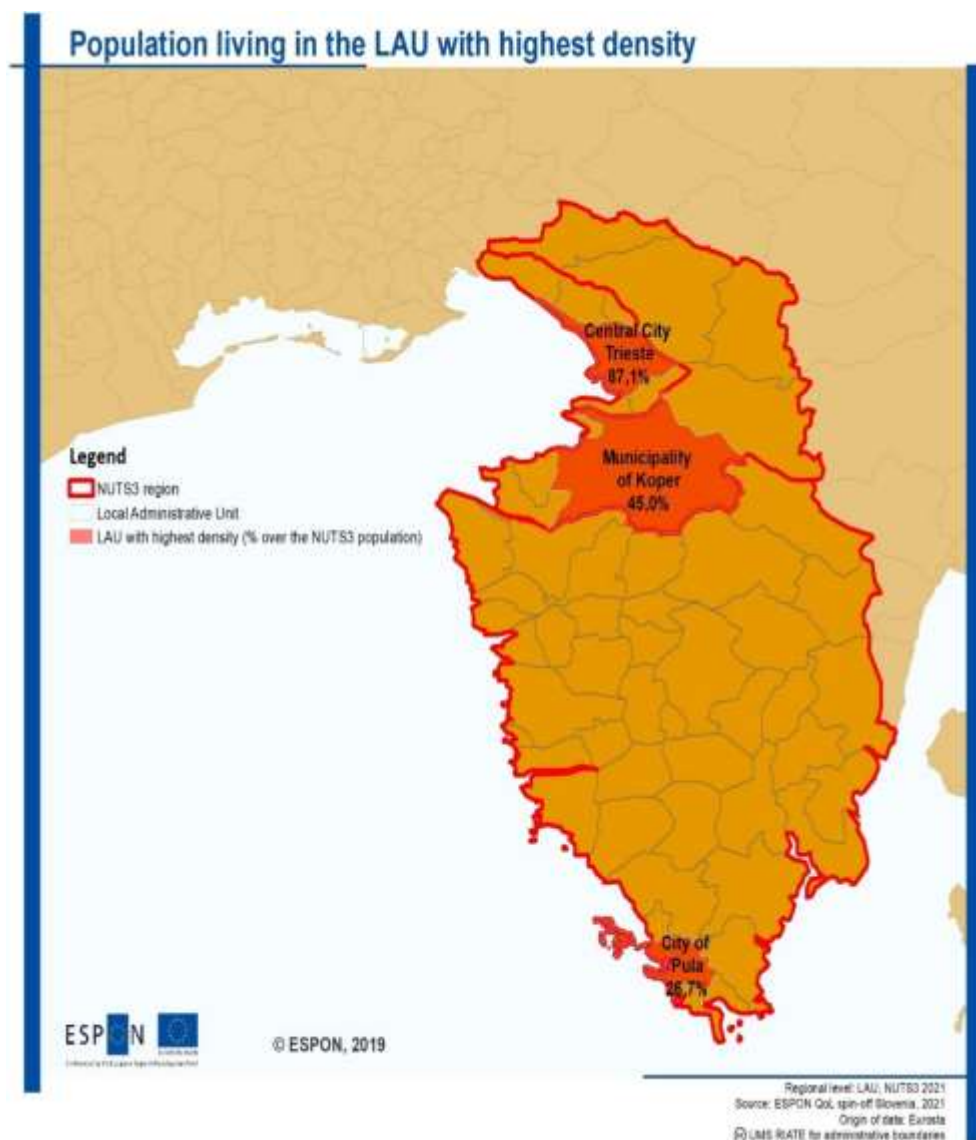 Population living in the LAU with highest density
Central City
Trieste
87,1%
Municipality
of Koper
45,0%
Legend
NUTS3 region
Local Administrative Unit
LAU with highest density (% over the NUTS3 population)
City of
Pula
26,7%
ESPON
© ESPON, 2019
Regional level: LAU; NUTS3 2021
Source: ESPON QoL spin-off Slovenia, 2021
Origin of data: Eurosta
UMS RIATE for administrative boundaries